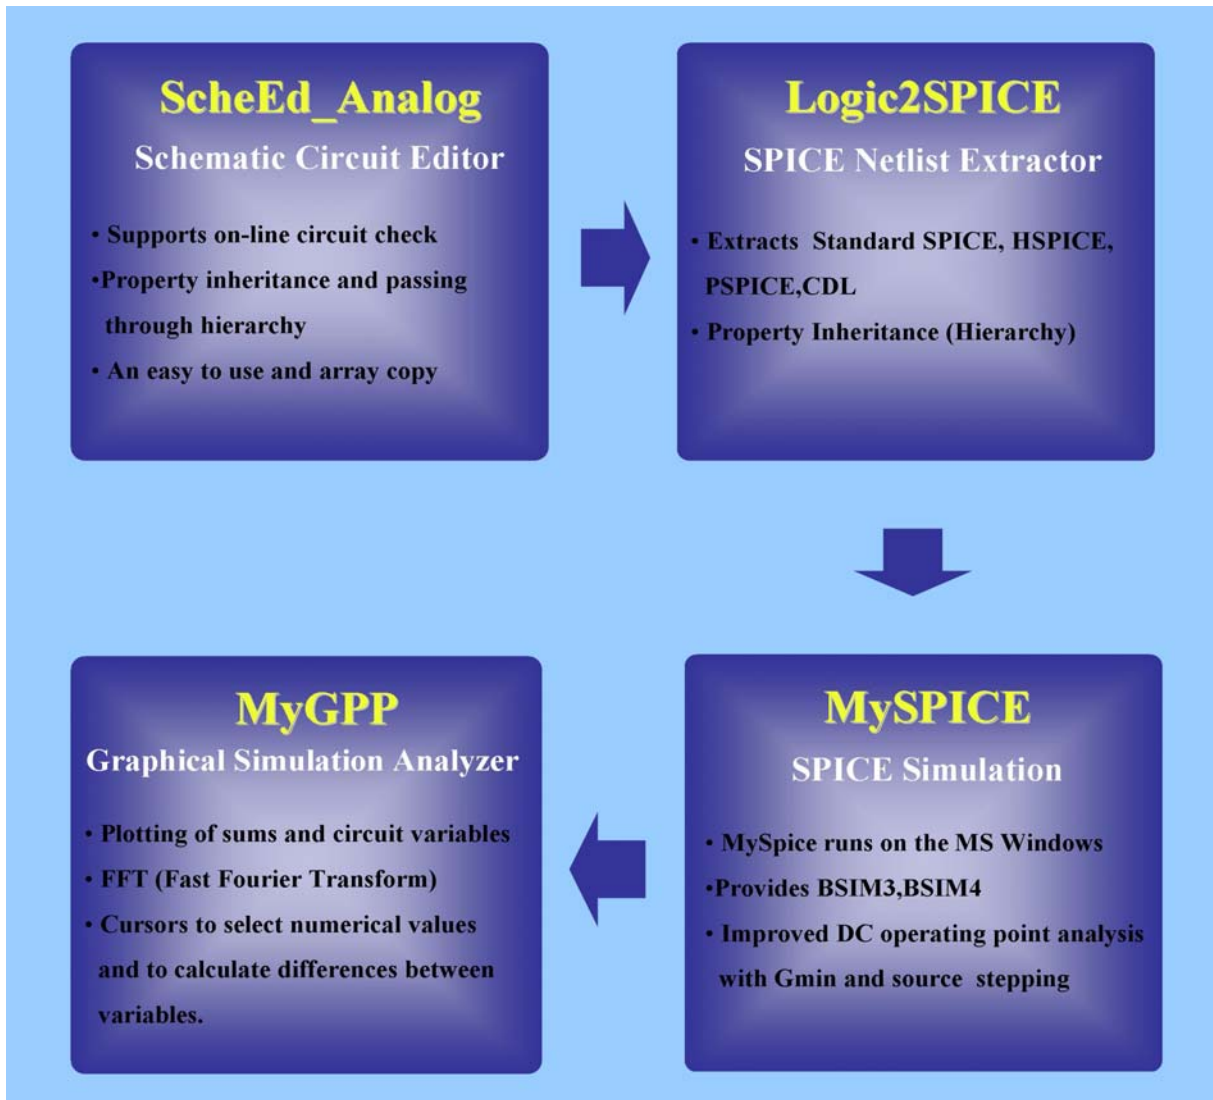 ScheEd_Analog
Schematic Circuit Editor
• Supports on-line circuit check
•Property inheritance and passing
through hierarchy
• An easy to use and array copy
Logic2SPICE
SPICE Netlist Extractor
• Extracts  Standard SPICE, HSPICE,
PSPICE,CDL
• Property Inheritance (Hierarchy)
MySPICE
SPICE Simulation
• MySpice runs on the MS Windows
•Provides BSIM3,BSIM4
• Improved DC operating point analysis
with Gmin and source  stepping
MyGPP
Graphical Simulation Analyzer
• Plotting of sums and circuit variables
• FFT (Fast Fourier Transform)
• Cursors to select numerical values
and to calculate differences between
variables.